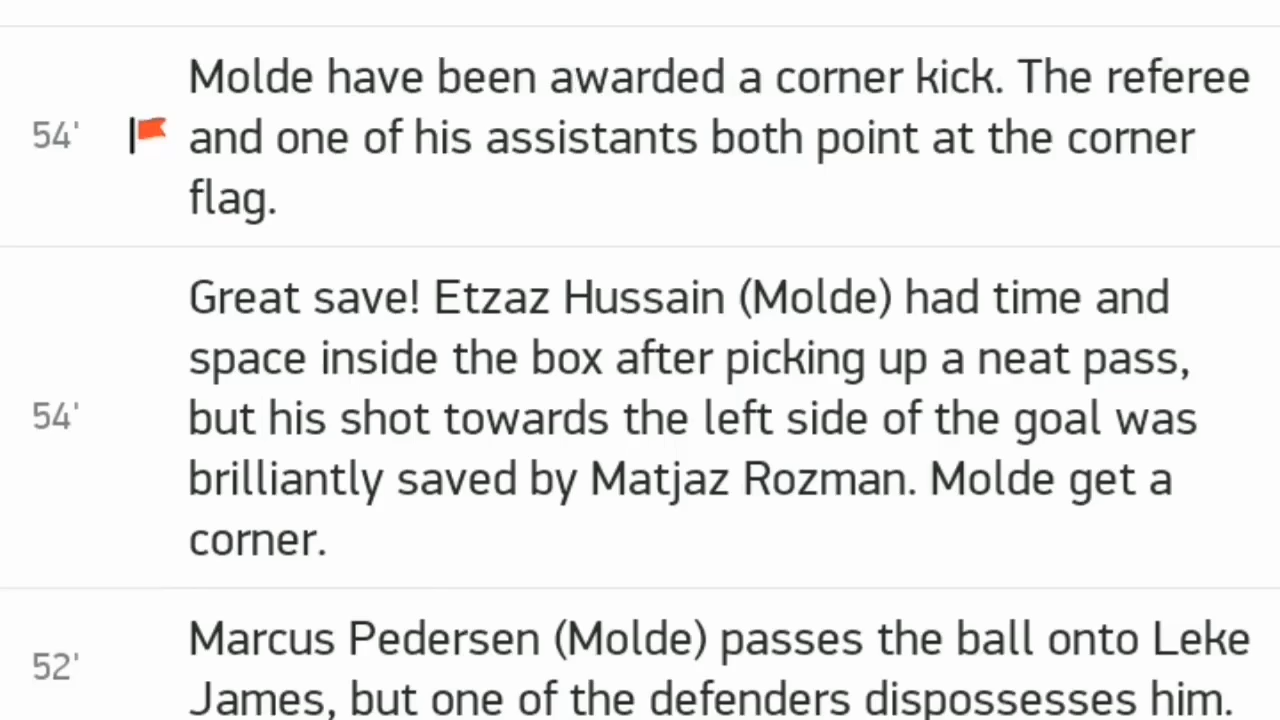 Molde have been awarded a corner kick. The referee
54' and one of his assistants both point at the corner
flag.
Great save! Etzaz Hussain (Molde) had time and
space inside the box after picking up a neat pass,
54' but his shot towards the left side of the goal was
brilliantly saved by Matjaz Rozman. Molde get a
corner.
Marcus Pedersen (Molde) passes the ball onto Leke
52'
James, but one of the defenders dispossesses him.